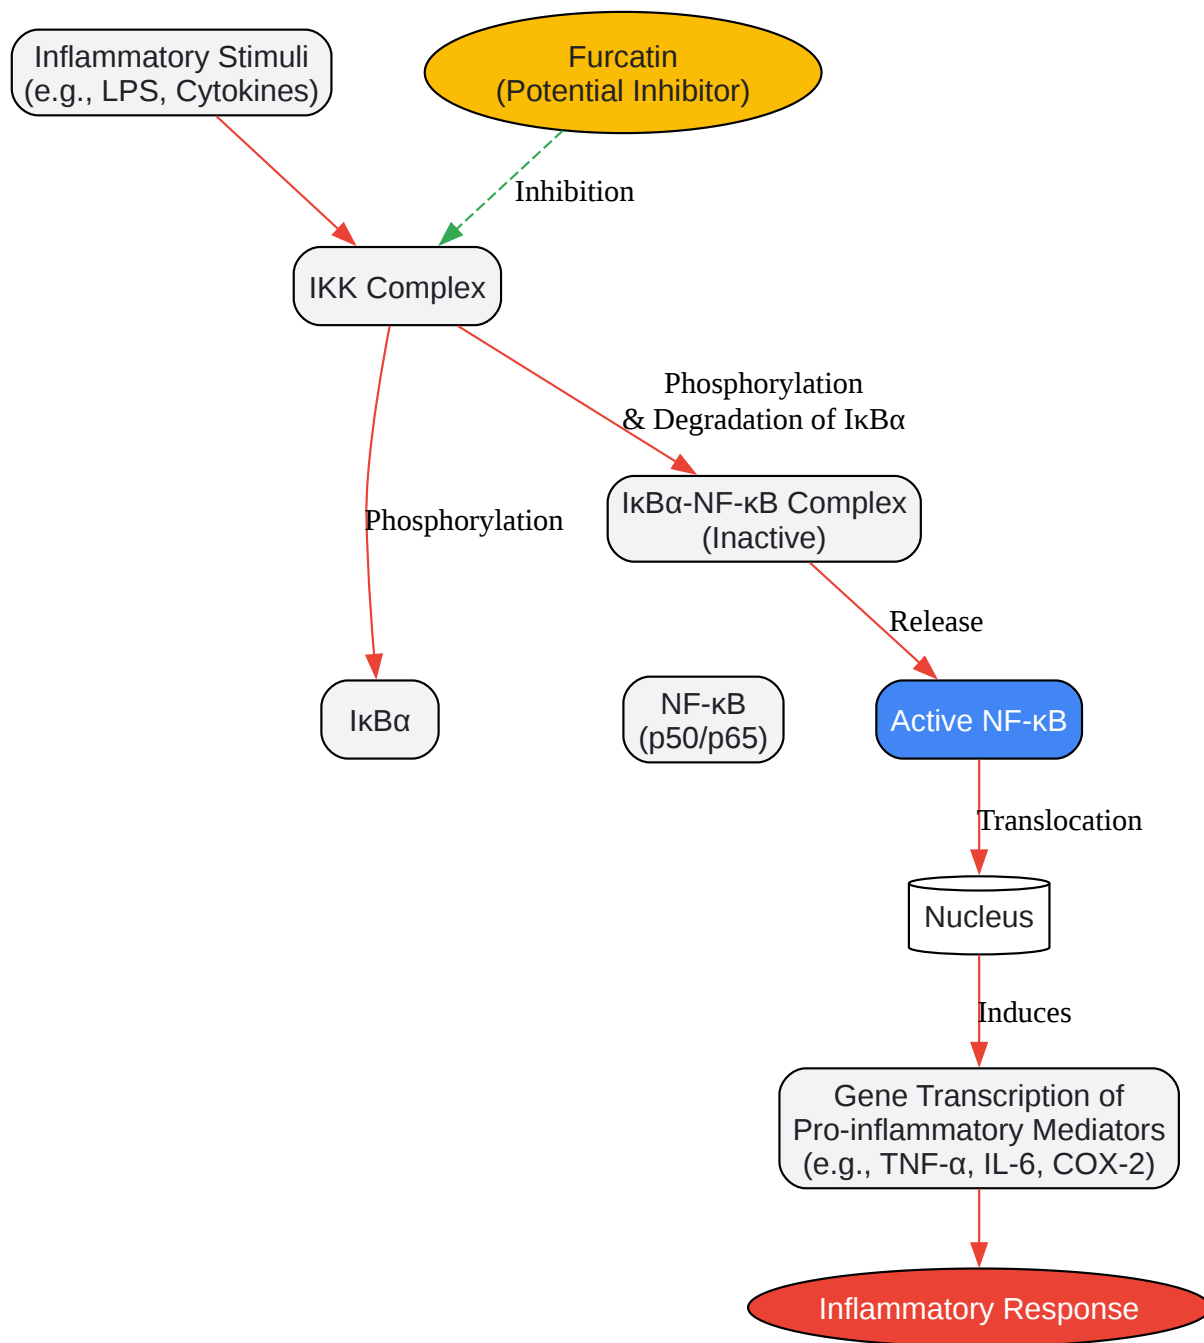 Inflammatory Stimuli
(e.g., LPS, Cytokines)
Furcatin
(Potential Inhibitor)
Inhibition
IKK Complex
Phosphorylation
& Degradation of IκBα
IκBα-NF-κB Complex
(Inactive)
Phosphorylation
Release
IκBα
NF-κB
(p50/p65)
Active NF-κB
Translocation
Nucleus
Induces
Gene Transcription of
Pro-inflammatory Mediators
(e.g., TNF-α, IL-6, COX-2)
Inflammatory Response